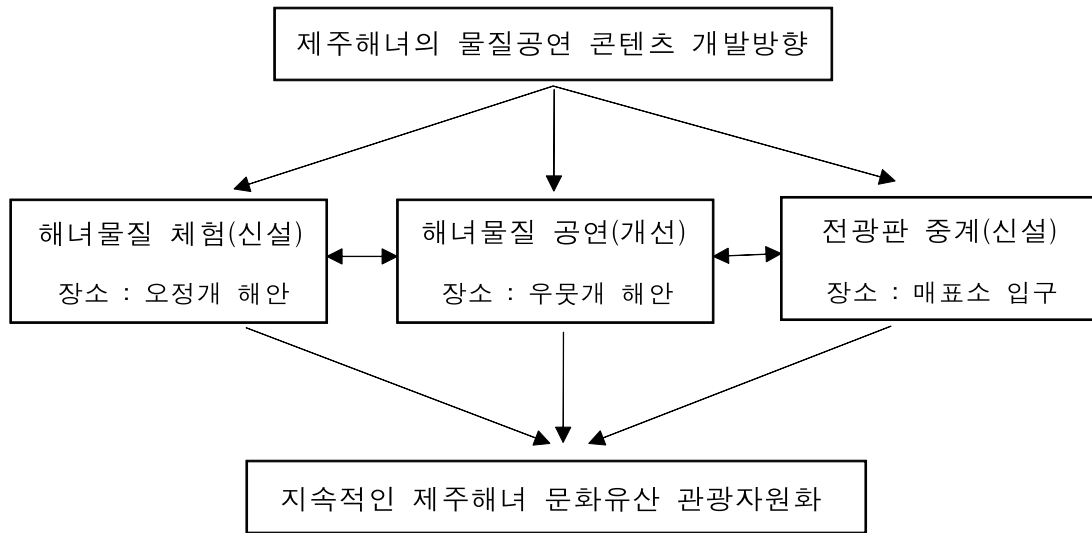 제주해녀의 물질공연 콘텐츠 개발방향
해녀물질 체험(신설)
장소 : 오정개 해안
해녀물질 공연(개선)
장소 : 우뭇개 해안
전광판 중계(신설)
장소 : 매표소 입구
지속적인 제주해녀 문화유산 관광자원화